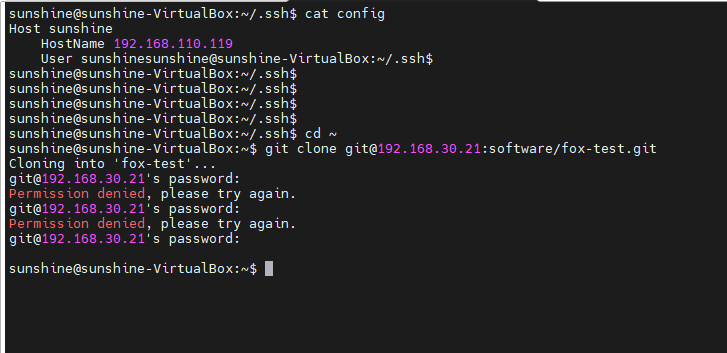 sunshine@sunshine-VirtualBox:~/.ssh$ cat config
Host sunshine
    HostName 192.168.110.119
    User sunshinesunshine@sunshine-VirtualBox:~/.ssh$
sunshine@sunshine-VirtualBox:~/.ssh$
sunshine@sunshine-VirtualBox:~/.ssh$
sunshine@sunshine-VirtualBox:~/.ssh$
sunshine@sunshine-VirtualBox:~/.ssh$
sunshine@sunshine-VirtualBox:~/.ssh$ cd ~
sunshine@sunshine-VirtualBox:~$ git clone git@192.168.30.21:software/fox-test.git
Cloning into 'fox-test'...
git@192.168.30.21's password:
Permission denied, please try again.
git@192.168.30.21's password:
Permission denied, please try again.
git@192.168.30.21's password:

sunshine@sunshine-VirtualBox:~$